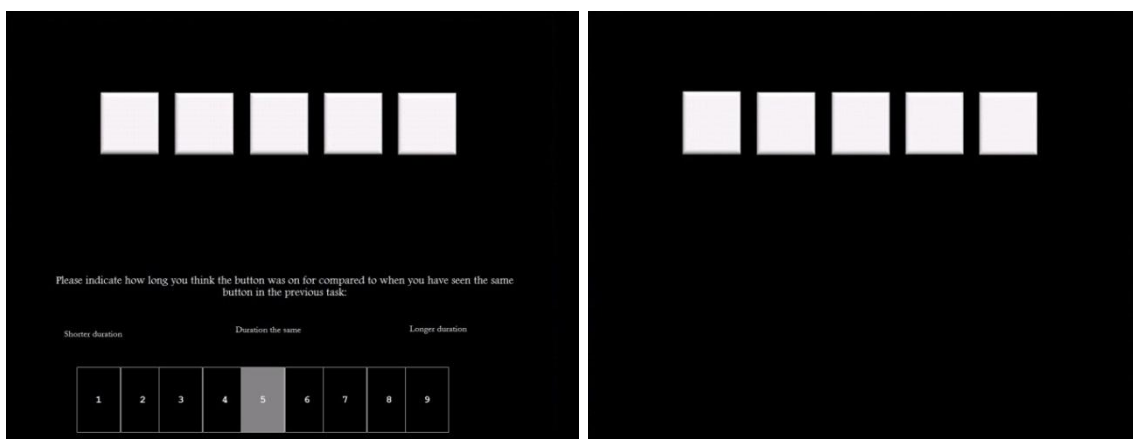 Please indicate how long you think the button was on for compared to when you have seen the same
button in the previous task:
Shorter duration Duration the same Longer duration
1 2 3 4 5 6 7 8 9